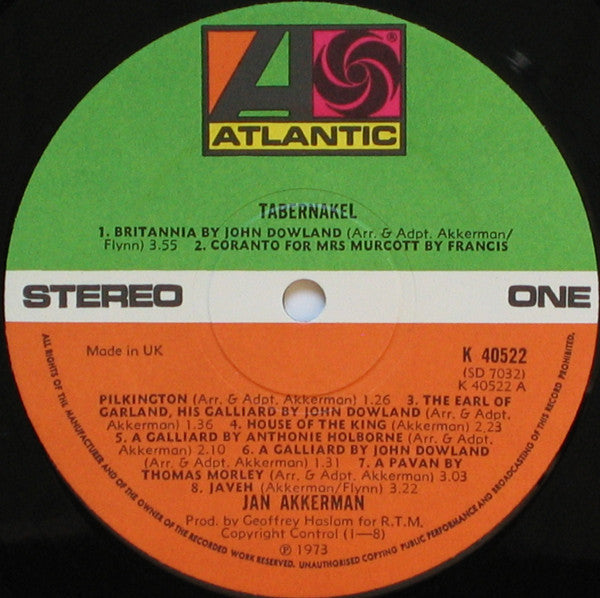 ®
ATLANTIC
TABERNAKEL
1. BRITANNIA BY JOHN DOWLAND (Arr. & Adpt. Akkerman/
Flynn) 3.55 2. CORANTO FOR MRS MURCOTT BY FRANCIS
STEREO ONE
Made in UK
K 40522
(SD 7032)
K 40522 A
PILKINGTON (Arr. & Adpt. Akkerman) 1.26 3. THE EARL OF
GARLAND, HIS GALLIARD BY JOHN DOWLAND (Arr. & Adpt.
Akkerman) 1.36 4. HOUSE OF THE KING (Akkerman) 2,23
5. A GALLIARD BY ANTHONIE HOLBORNE (Arr. & Adpt.
Akkerman) 2.10 6. A GALLIARD BY JOHN DOWLAND
(Arr. & Adpt. Akkerman) 1.31 7. A PAVAN BY
THOMAS MORLEY (Arr. & Adpt. Akkerman) 3.03
8. JAVEH (Akkerman/Flynn) 3.22
JAN AKKERMAN
Prod. by Geoffrey Haslam for R.T.M.
Copyright Control (1—8)
℗ 1973
ALL RIGHTS OF THE MANUFACTURER AND OF THE OWNER OF THE RECORDED WORK RESERVED. UNAUTHORISED COPYING PUBLIC PERFORMANCE AND BROADCASTING OF THIS RECORD PROHIBITED.